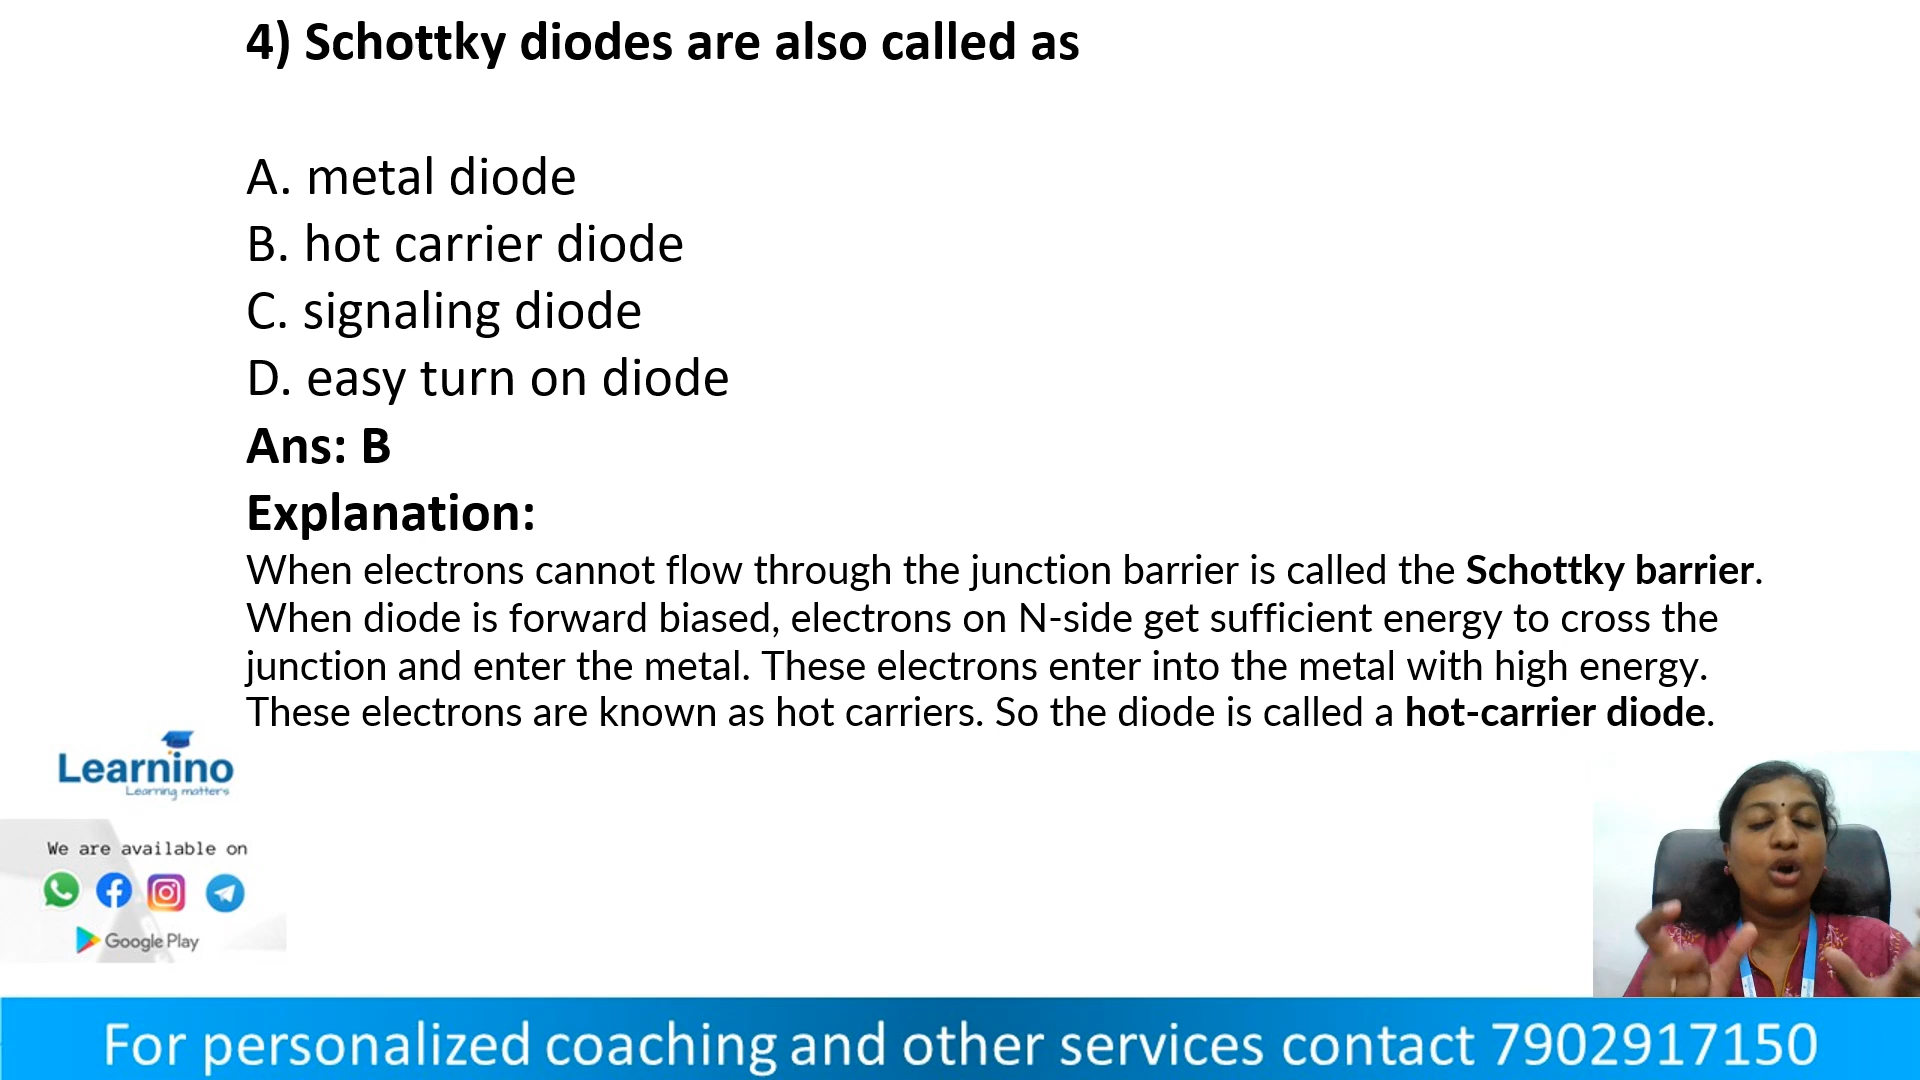 4) Schottky diodes are also called as
A. metal diode
B. hot carrier diode
C. signaling diode
D. easy turn on diode
Ans: B
Explanation:
When electrons cannot flow through the junction barrier is called the Schottky barrier.
When diode is forward biased, electrons on N-side get sufficient energy to cross the
junction and enter the metal. These electrons enter into the metal with high energy.
These electrons are known as hot carriers. So the diode is called a hot-carrier diode.
Learnino
Learning matters
We are available on
Google Play
For personalized coaching and other services contact 7902917150